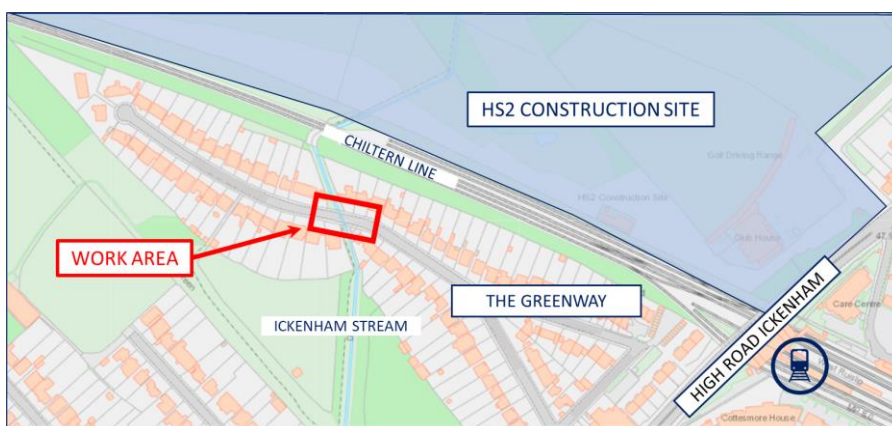 HS2 CONSTRUCTION SITE
CHILTERN LINE
Golf Driving Range
HS2 Construction Site
Club House
WORK AREA
THE GREENWAY
ICKENHAM STREAM
HIGH ROAD ICKENHAM
Care Centre
Cottesmore House